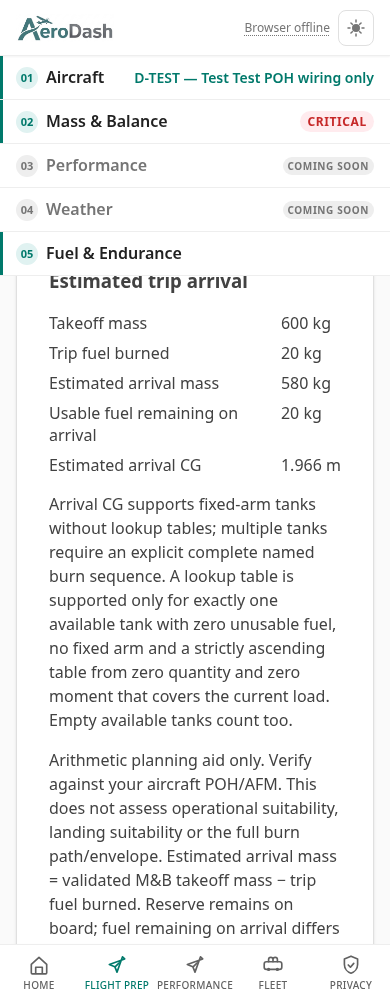 AeroDash
Browser offline
01 Aircraft D-TEST — Test Test POH wiring only
02 Mass & Balance CRITICAL
03 Performance COMING SOON
04 Weather COMING SOON
05 Fuel & Endurance
Estimated trip arrival
Takeoff mass 600 kg
Trip fuel burned 20 kg
Estimated arrival mass 580 kg
Usable fuel remaining on 20 kg
arrival
Estimated arrival CG 1.966 m
Arrival CG supports fixed-arm tanks
without lookup tables; multiple tanks
require an explicit complete named
burn sequence. A lookup table is
supported only for exactly one
available tank with zero unusable fuel,
no fixed arm and a strictly ascending
table from zero quantity and zero
moment that covers the current load.
Empty available tanks count too.
Arithmetic planning aid only. Verify
against your aircraft POH/AFM. This
does not assess operational suitability,
landing suitability or the full burn
path/envelope. Estimated arrival mass
= validated M&B takeoff mass − trip
fuel burned. Reserve remains on
board; fuel remaining on arrival differs
HOME
FLIGHT PREP
PERFORMANCE
FLEET
PRIVACY